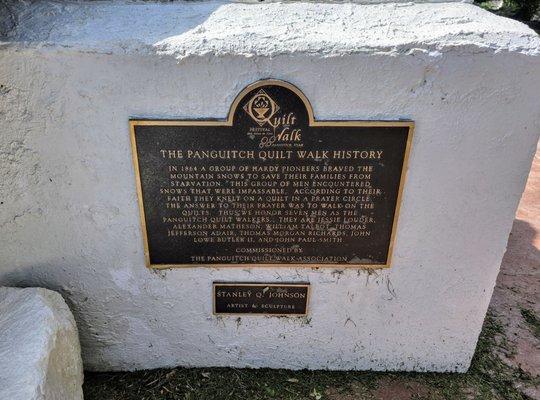 Quilt
FESTIVAL
Walk
PANGUITCH, UTAH
THE PANGUITCH QUILT WALK HISTORY
IN 1864 A GROUP OF HARDY PIONEERS BRAVED THE
MOUNTAIN SNOWS TO SAVE THEIR FAMILIES FROM
STARVATION. THIS GROUP OF MEN ENCOUNTERED
SNOWS THAT WERE IMPASSABLE. ACCORDING TO THEIR
FAITH THEY KNELT ON A QUILT IN A PRAYER CIRCLE.
THE ANSWER TO THEIR PRAYER WAS TO WALK ON THE
QUILTS. THUS WE HONOR SEVEN MEN AS THE
PANGUITCH QUILT WALKERS. THEY ARE JESSIE LOUDER,
ALEXANDER MATHESON, WILLIAM TALBOT, THOMAS
JEFFERSON ADAIR, THOMAS MORGAN RICHARDS, JOHN
LOWE BUTLER II, AND JOHN PAUL SMITH
COMMISSIONED BY
THE PANGUITCH QUILT WALK ASSOCIATION
STANLEY Q. JOHNSON
ARTIST & SCULPTURE